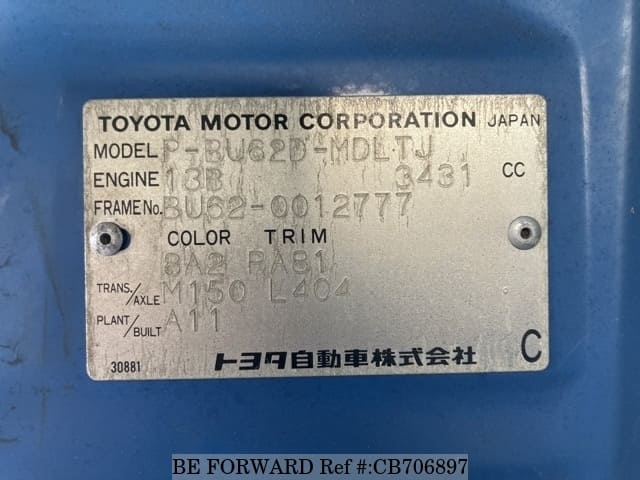 TOYOTA MOTOR CORPORATION JAPAN
MODEL P-BU62D-MDLTJ
ENGINE 13B 3431 CC
FRAME No. BU62-0012777
COLOR TRIM
8A2 RA81
TRANS./AXLE M150 L404
PLANT/BUILT A11
30881 トヨタ自動車株式会社 C
BE FORWARD Ref #:CB706897